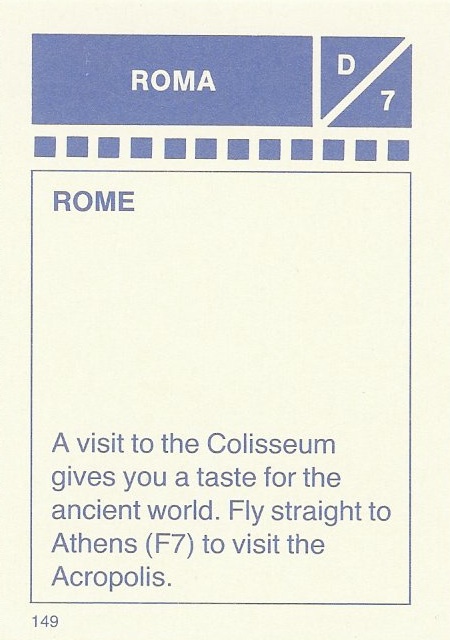 ROMA
D
7
ROME
A visit to the Colisseum
gives you a taste for the
ancient world. Fly straight to
Athens (F7) to visit the
Acropolis.
149